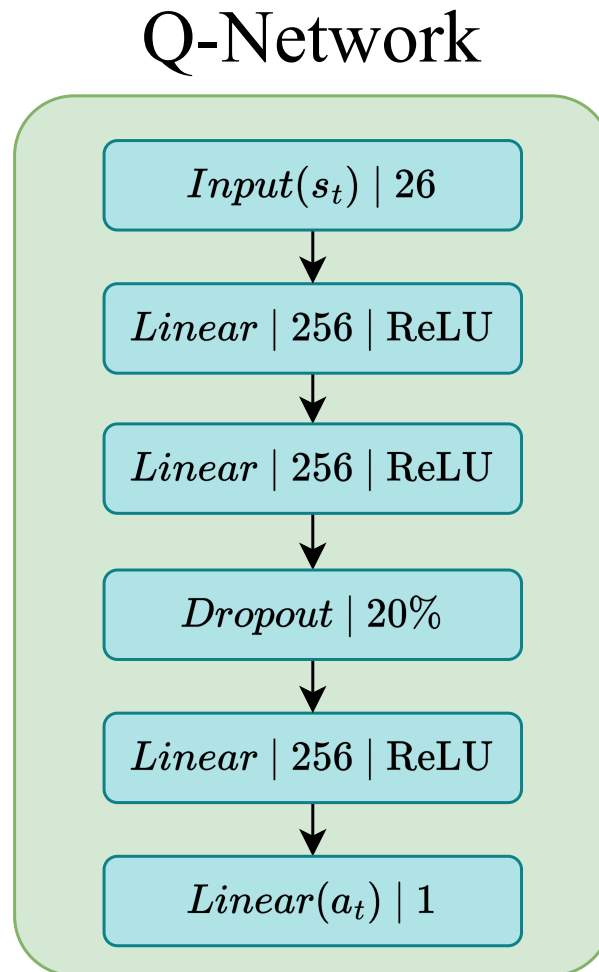 Q-Network
Input(s_t) | 26
Linear | 256 | ReLU
Linear | 256 | ReLU
Dropout | 20%
Linear | 256 | ReLU
Linear(a_t) | 1